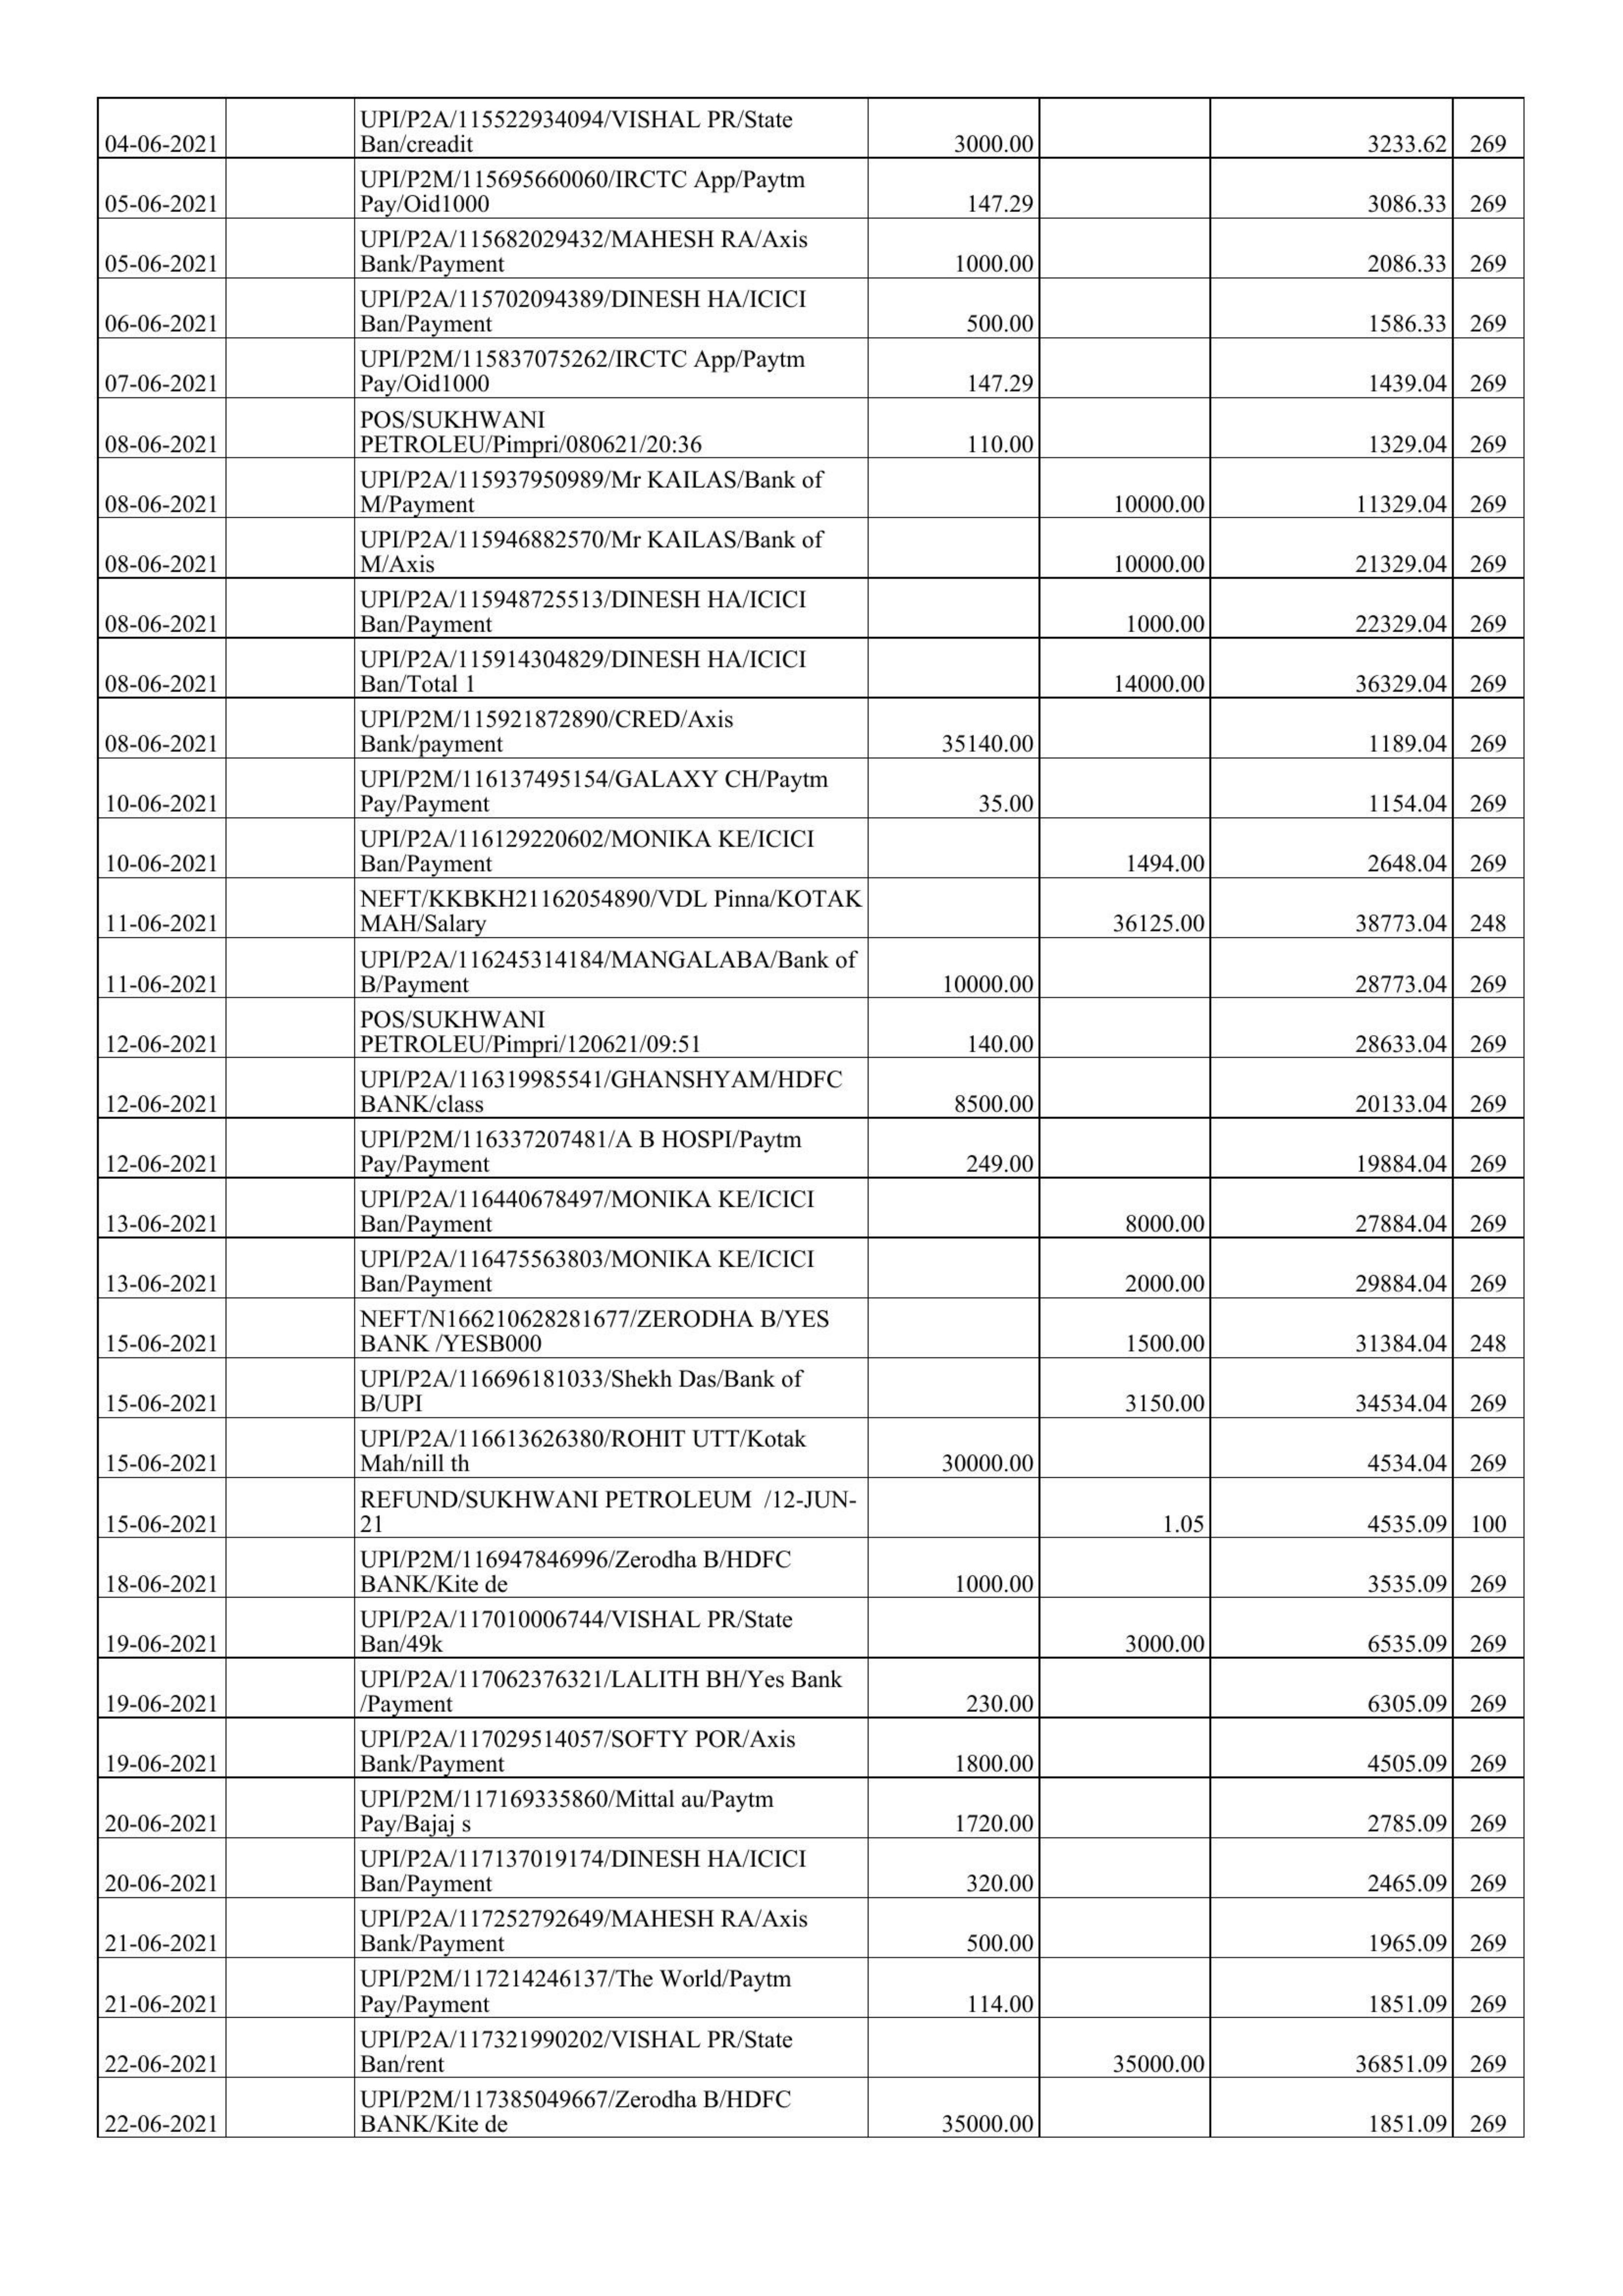 UPI/P2A/115522934094/VISHAL PR/State
04-06-2021 Ban/creadit 3000.00 3233.62 269
UPI/P2M/115695660060/IRCTC App/Paytm
05-06-2021 Pay/Oid1000 147.29 3086.33 269
UPI/P2A/115682029432/MAHESH RA/Axis
05-06-2021 Bank/Payment 1000.00 2086.33 269
UPI/P2A/115702094389/DINESH HA/ICICI
06-06-2021 Ban/Payment 500.00 1586.33 269
UPI/P2M/115837075262/IRCTC App/Paytm
07-06-2021 Pay/Oid1000 147.29 1439.04 269
POS/SUKHWANI
08-06-2021 PETROLEU/Pimpri/080621/20:36 110.00 1329.04 269
UPI/P2A/115937950989/Mr KAILAS/Bank of
08-06-2021 M/Payment 10000.00 11329.04 269
UPI/P2A/115946882570/Mr KAILAS/Bank of
08-06-2021 M/Axis 10000.00 21329.04 269
UPI/P2A/115948725513/DINESH HA/ICICI
08-06-2021 Ban/Payment 1000.00 22329.04 269
UPI/P2A/115914304829/DINESH HA/ICICI
08-06-2021 Ban/Total 1 14000.00 36329.04 269
UPI/P2M/115921872890/CRED/Axis
08-06-2021 Bank/payment 35140.00 1189.04 269
UPI/P2M/116137495154/GALAXY CH/Paytm
10-06-2021 Pay/Payment 35.00 1154.04 269
UPI/P2A/116129220602/MONIKA KE/ICICI
10-06-2021 Ban/Payment 1494.00 2648.04 269
NEFT/KKBKH21162054890/VDL Pinna/KOTAK
11-06-2021 MAH/Salary 36125.00 38773.04 248
UPI/P2A/116245314184/MANGALABA/Bank of
11-06-2021 B/Payment 10000.00 28773.04 269
POS/SUKHWANI
12-06-2021 PETROLEU/Pimpri/120621/09:51 140.00 28633.04 269
UPI/P2A/116319985541/GHANSHYAM/HDFC
12-06-2021 BANK/class 8500.00 20133.04 269
UPI/P2M/116337207481/A B HOSPI/Paytm
12-06-2021 Pay/Payment 249.00 19884.04 269
UPI/P2A/116440678497/MONIKA KE/ICICI
13-06-2021 Ban/Payment 8000.00 27884.04 269
UPI/P2A/116475563803/MONIKA KE/ICICI
13-06-2021 Ban/Payment 2000.00 29884.04 269
NEFT/N166210628281677/ZERODHA B/YES
15-06-2021 BANK /YESB000 1500.00 31384.04 248
UPI/P2A/116696181033/Shekh Das/Bank of
15-06-2021 B/UPI 3150.00 34534.04 269
UPI/P2A/116613626380/ROHIT UTT/Kotak
15-06-2021 Mah/nill th 30000.00 4534.04 269
REFUND/SUKHWANI PETROLEUM /12-JUN-
15-06-2021 21 1.05 4535.09 100
UPI/P2M/116947846996/Zerodha B/HDFC
18-06-2021 BANK/Kite de 1000.00 3535.09 269
UPI/P2A/117010006744/VISHAL PR/State
19-06-2021 Ban/49k 3000.00 6535.09 269
UPI/P2A/117062376321/LALITH BH/Yes Bank
19-06-2021 /Payment 230.00 6305.09 269
UPI/P2A/117029514057/SOFTY POR/Axis
19-06-2021 Bank/Payment 1800.00 4505.09 269
UPI/P2M/117169335860/Mittal au/Paytm
20-06-2021 Pay/Bajaj s 1720.00 2785.09 269
UPI/P2A/117137019174/DINESH HA/ICICI
20-06-2021 Ban/Payment 320.00 2465.09 269
UPI/P2A/117252792649/MAHESH RA/Axis
21-06-2021 Bank/Payment 500.00 1965.09 269
UPI/P2M/117214246137/The World/Paytm
21-06-2021 Pay/Payment 114.00 1851.09 269
UPI/P2A/117321990202/VISHAL PR/State
22-06-2021 Ban/rent 35000.00 36851.09 269
UPI/P2M/117385049667/Zerodha B/HDFC
22-06-2021 BANK/Kite de 35000.00 1851.09 269